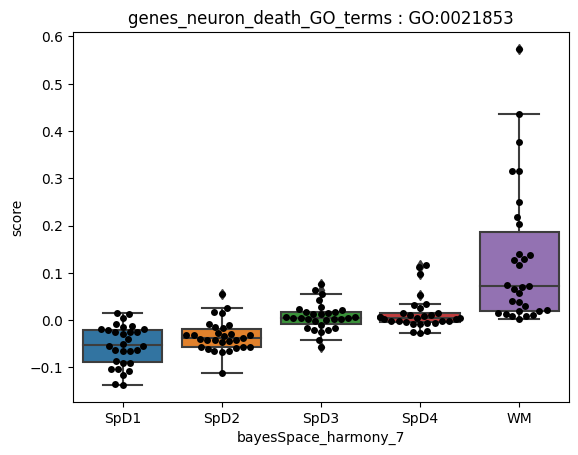 genes_neuron_death_GO_terms : GO:0021853
0.6
0.5
0.4
0.3
0.2
0.1
0.0
−0.1
score
SpD1 SpD2 SpD3 SpD4 WM
bayesSpace_harmony_7